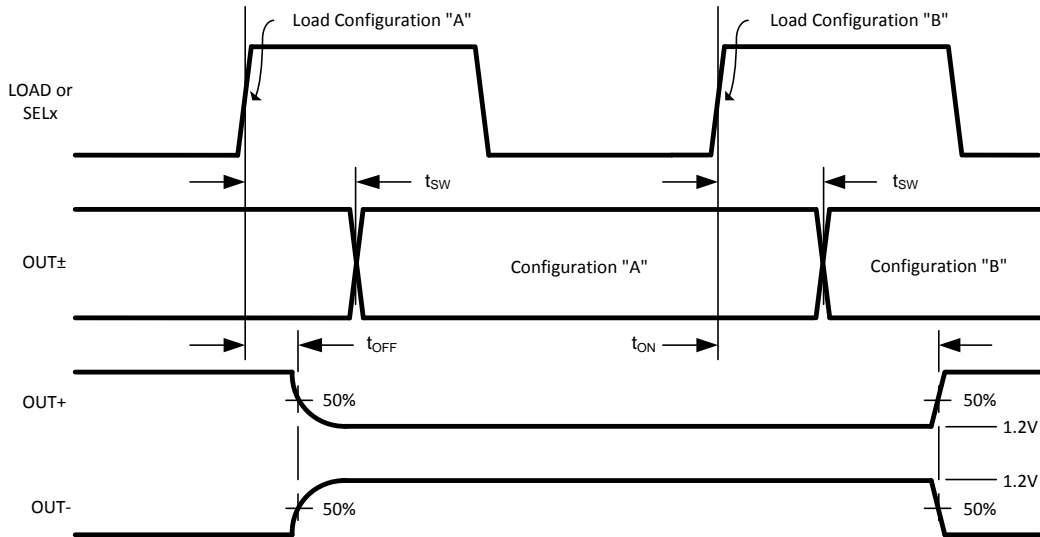 Load Configuration "A"
Load Configuration "B"
LOAD or
SELx
tSW
tSW
OUT±
Configuration "A"
Configuration "B"
tOFF
tON
OUT+
50%
50%
1.2V
1.2V
OUT-
50%
50%